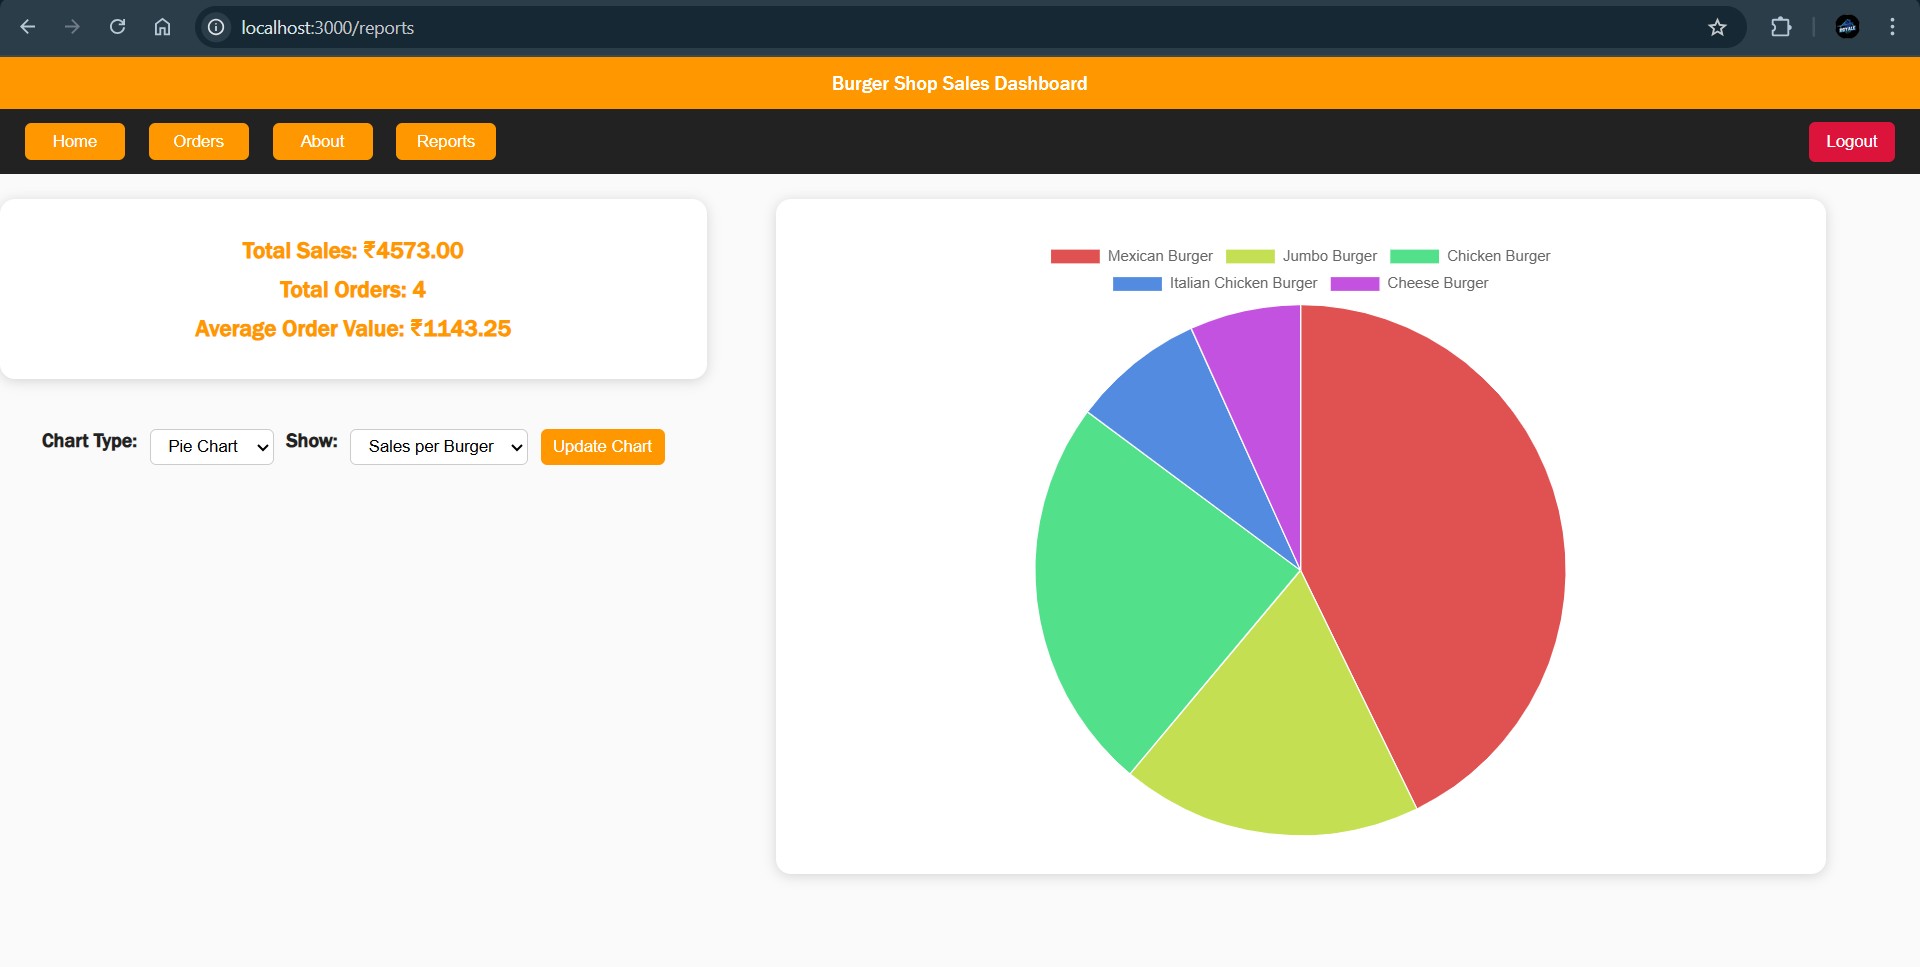 localhost:3000/reports
Burger Shop Sales Dashboard
Home Orders About Reports Logout
Total Sales: ₹4573.00
Total Orders: 4
Average Order Value: ₹1143.25
Chart Type: Pie Chart Show: Sales per Burger Update Chart
Mexican Burger Jumbo Burger Chicken Burger
Italian Chicken Burger Cheese Burger